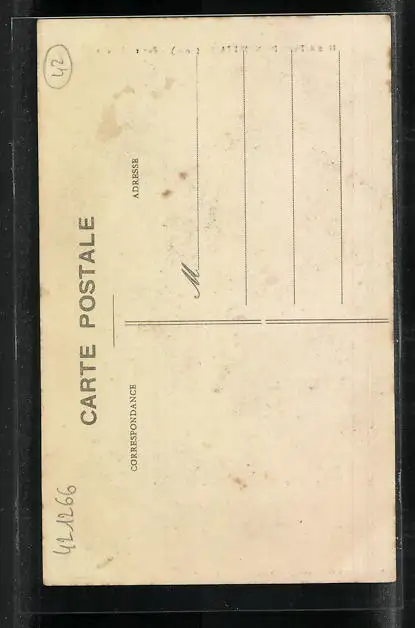 42
CARTE POSTALE
CORRESPONDANCE
ADRESSE
M
421266